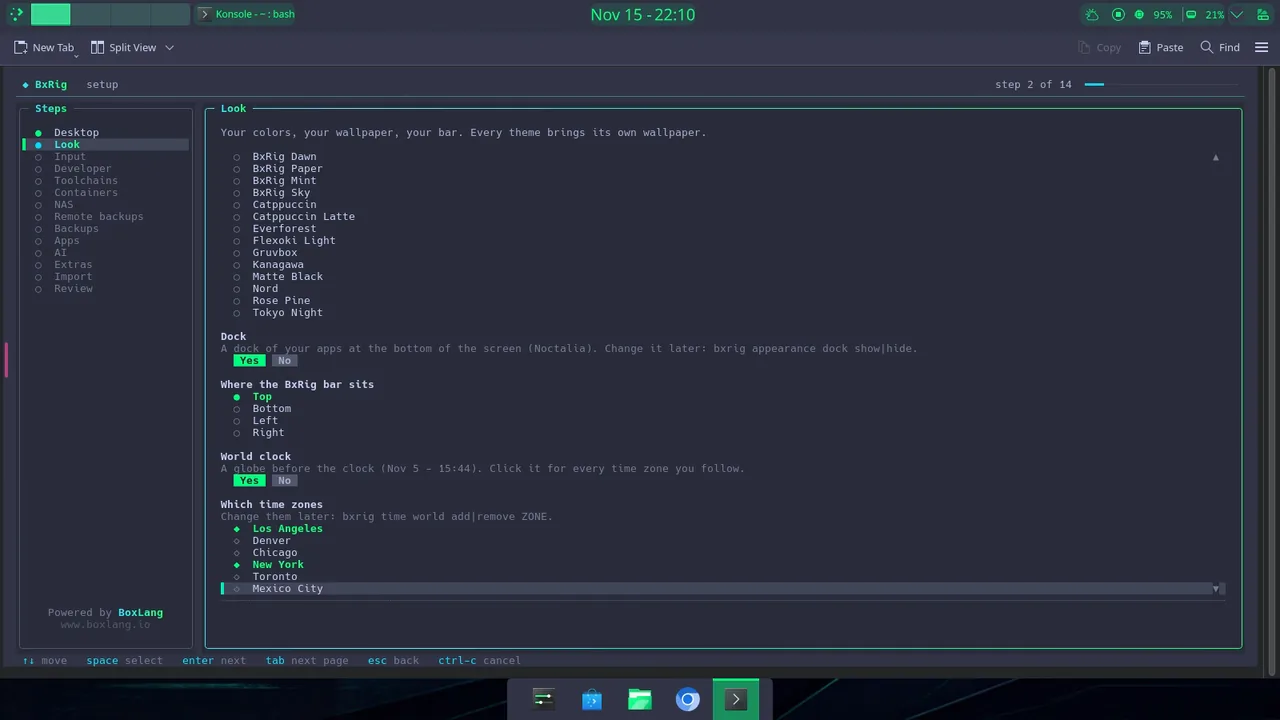 Konsole - ~ : bash
Nov 15 - 22:10
95%
21%
New Tab
Split View
Copy
Paste
Find
BxRig setup
step 2 of 14
Steps
Desktop
Look
Input
Developer
Toolchains
Containers
NAS
Remote backups
Backups
Apps
AI
Extras
Import
Review
Powered by BoxLang
www.boxlang.io
Look
Your colors, your wallpaper, your bar. Every theme brings its own wallpaper.
BxRig Dawn
BxRig Paper
BxRig Mint
BxRig Sky
Catppuccin
Catppuccin Latte
Everforest
Flexoki Light
Gruvbox
Kanagawa
Matte Black
Nord
Rose Pine
Tokyo Night
Dock
A dock of your apps at the bottom of the screen (Noctalia). Change it later: bxrig appearance dock show|hide.
Yes No
Where the BxRig bar sits
Top
Bottom
Left
Right
World clock
A globe before the clock (Nov 5 - 15:44). Click it for every time zone you follow.
Yes No
Which time zones
Change them later: bxrig time world add|remove ZONE.
Los Angeles
Denver
Chicago
New York
Toronto
Mexico City
↑↓ move space select enter next tab next page esc back ctrl-c cancel